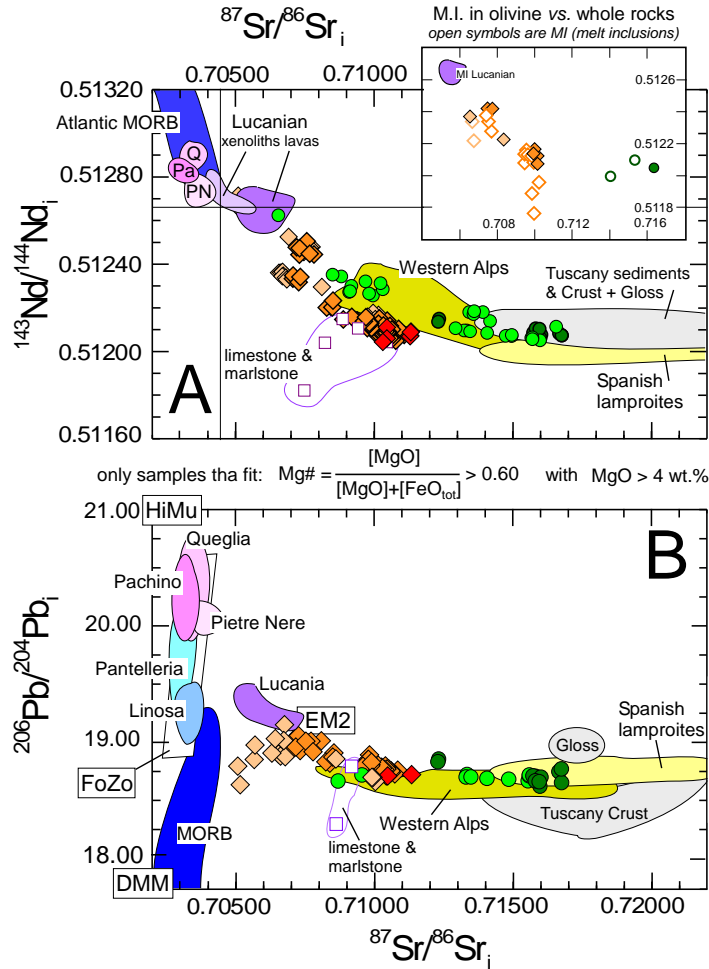 87Sr/86Sri
M.I. in olivine vs. whole rocks
open symbols are MI (melt inclusions)
0.70500
0.71000
MI Lucanian
0.5126
0.5122
0.5118
0.708
0.712
0.716
0.51320
0.51280
0.51240
0.51200
0.51160
143Nd/144Ndi
Atlantic MORB
Lucanian
xenoliths lavas
Q
Pa
PN
Western Alps
Tuscany sediments
& Crust + Gloss
limestone &
marlstone
Spanish
lamproites
A
only samples tha fit: Mg# = [MgO] / [MgO]+[FeOtot] > 0.60 with MgO > 4 wt.%
21.00
20.00
19.00
18.00
206Pb/204Pbi
HiMu
Queglia
B
Pachino
Pietre Nere
Pantelleria
Lucania
Linosa
EM2
Spanish
lamproites
Gloss
FoZo
Western Alps
Tuscany Crust
MORB
limestone &
marlstone
DMM
0.70500
0.71000
0.71500
0.72000
87Sr/86Sri